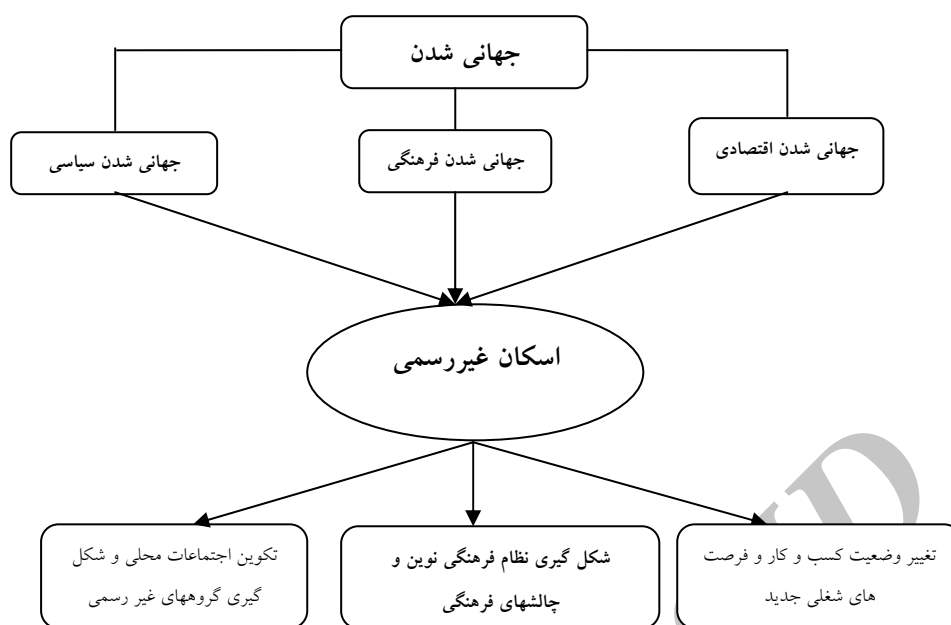 جهانی شدن
جهانی شدن اقتصادی
جهانی شدن فرهنگی
جهانی شدن سیاسی
اسکان غیررسمی
تغییر وضعیت کسب و کار و فرصت
های شغلی جدید
شکل گیری نظام فرهنگی نوین و
چالشهای فرهنگی
تکوین اجتماعات محلی و شکل
گیری گروههای غیر رسمی